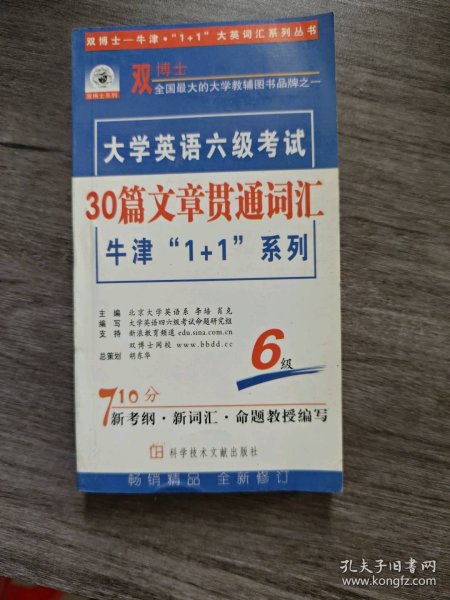 双博士—牛津·“1+1”大英词汇系列丛书
双博士系列
双博士
全国最大的大学教辅图书品牌之一
大学英语六级考试
30篇文章贯通词汇
牛津“1+1”系列
主 编 北京大学英语系 李培 肖克
编 写 大学英语四六级考试命题研究组
支 持 新浪教育频道 edu.sina.com.cn
双博士网校 www.bbdd.cc
总策划 胡东华
6级
710分
新考纲·新词汇·命题教授编写
科学技术文献出版社
畅销精品 全新修订
孔夫子旧书网
www.kongfz.com